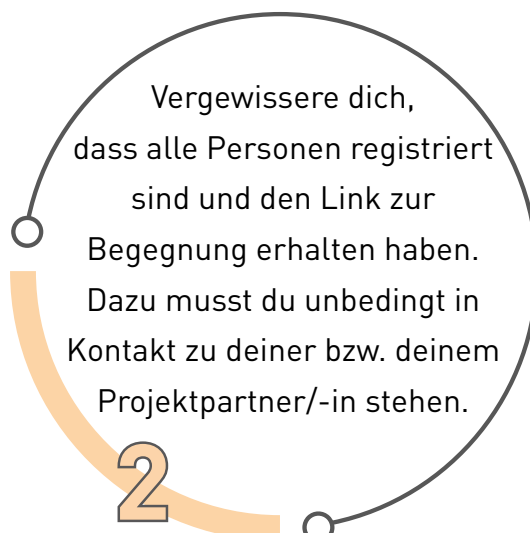 Vergewissere dich,
dass alle Personen registriert
sind und den Link zur
Begegnung erhalten haben.
Dazu musst du unbedingt in
Kontakt zu deiner bzw. deinem
Projektpartner/-in stehen.
2